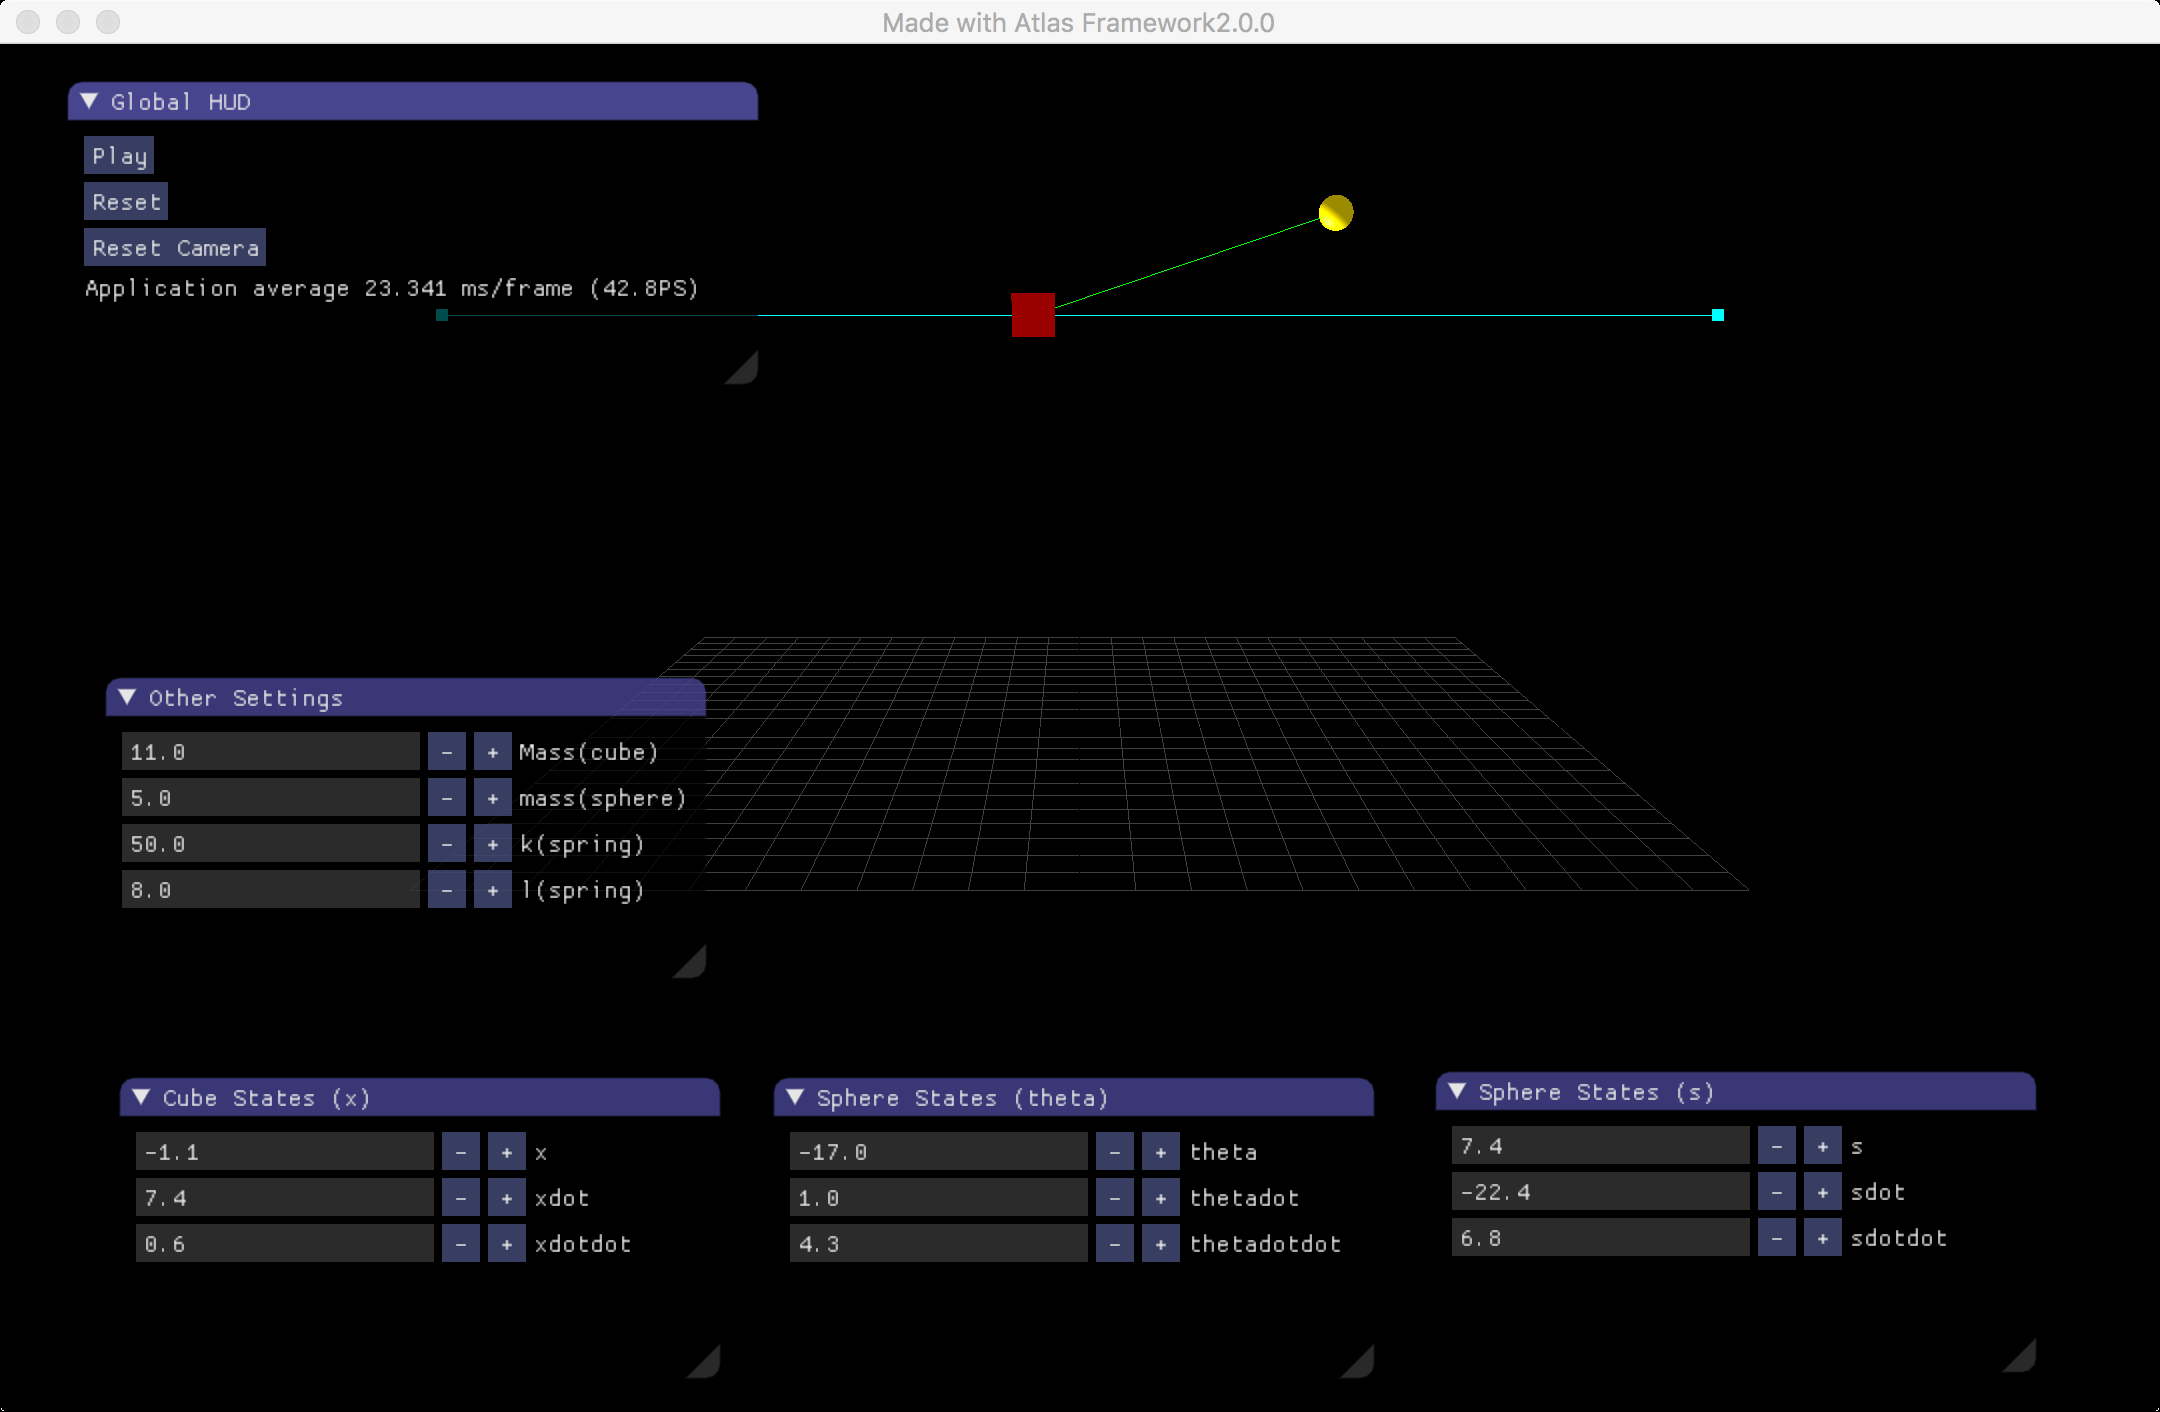 Made with Atlas Framework2.0.0
Global HUD
Play
Reset
Reset Camera
Application average 23.341 ms/frame (42.8PS)
Other Settings
11.0 - + Mass(cube)
5.0 - + mass(sphere)
50.0 - + k(spring)
8.0 - + l(spring)
Cube States (x)
-1.1 - + x
7.4 - + xdot
0.6 - + xdotdot
Sphere States (theta)
-17.0 - + theta
1.0 - + thetadot
4.3 - + thetadotdot
Sphere States (s)
7.4 - + s
-22.4 - + sdot
6.8 - + sdotdot